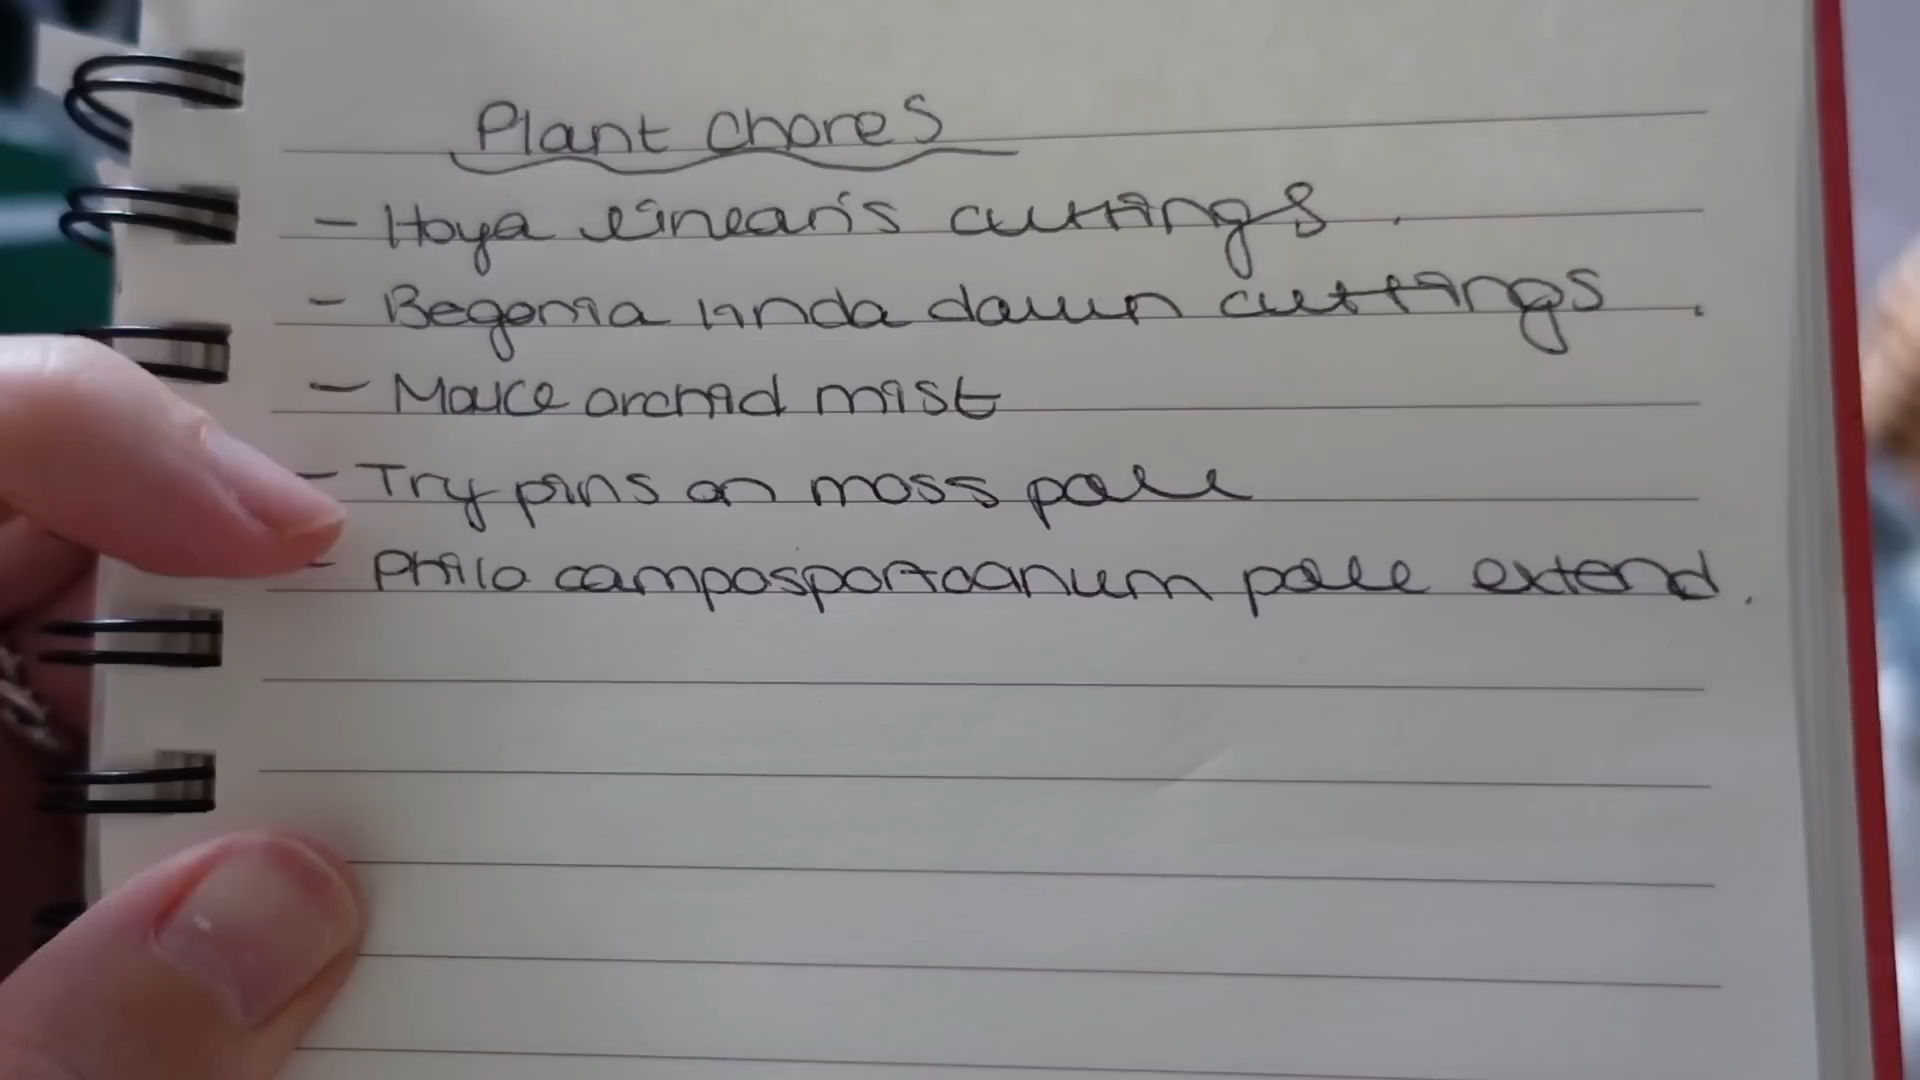 Plant chores
- Hoya linearis cuttings.
- Begonia linda dawn cuttings.
- Make orchid mist
- Try pins on moss pole
- Philo camposportoanum pole extend.